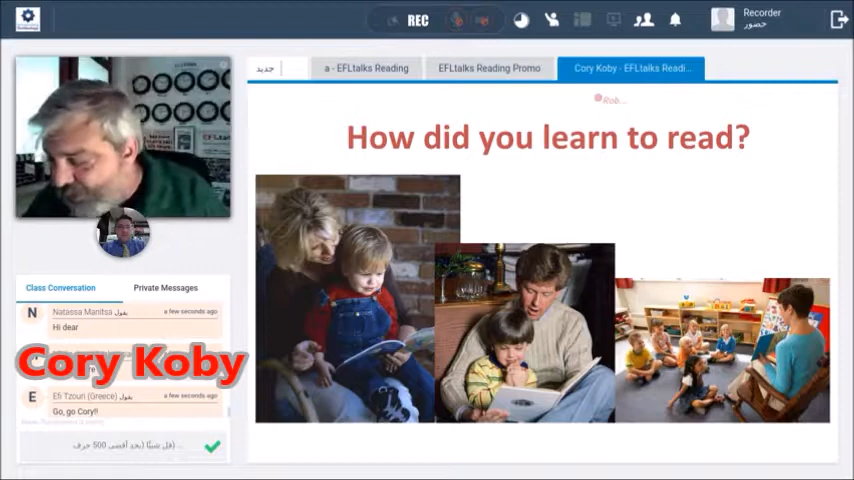 REC
Recorder
حضور
جديد
a - EFLtalks Reading
EFLtalks Reading Promo
Cory Koby - EFLtalks Readi...
Rob...
How did you learn to read?
Class Conversation
Private Messages
N
Natassa Manitsa يقول
a few seconds ago
Hi dear
Cory Koby
E
Efi Tzouri (Greece) يقول
a few seconds ago
Go, go Cory!!
قل شيئا (بحد أقصى 500 حرف) ...